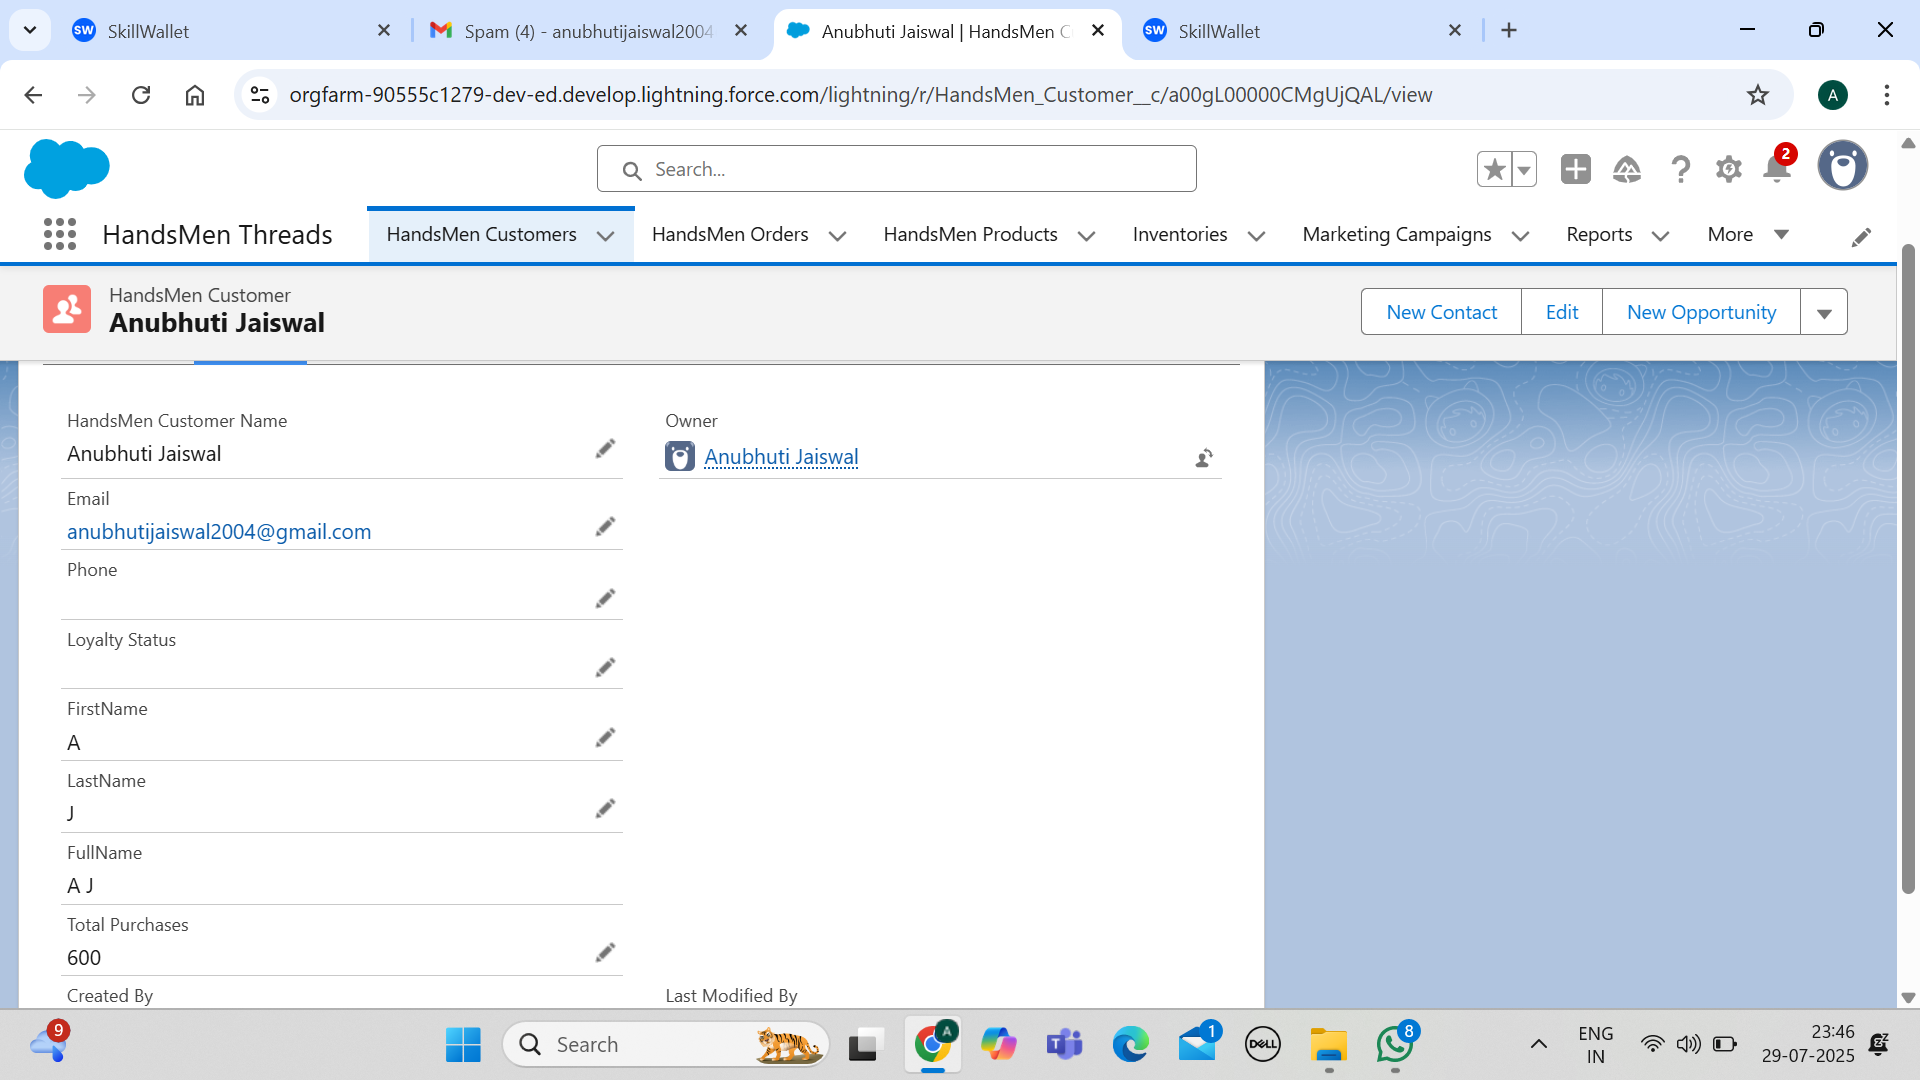 SkillWallet
Spam (4) - anubhutijaiswal2004
Anubhuti Jaiswal | HandsMen C
SkillWallet
orgfarm-90555c1279-dev-ed.develop.lightning.force.com/lightning/r/HandsMen_Customer__c/a00gL00000CMgUjQAL/view
A
Search...
2
HandsMen Threads
HandsMen Customers
HandsMen Orders
HandsMen Products
Inventories
Marketing Campaigns
Reports
More
HandsMen Customer
Anubhuti Jaiswal
New Contact
Edit
New Opportunity
HandsMen Customer Name
Anubhuti Jaiswal
Owner
Anubhuti Jaiswal
Email
anubhutijaiswal2004@gmail.com
Phone
Loyalty Status
FirstName
A
LastName
J
FullName
A J
Total Purchases
600
Created By
Last Modified By
9
Search
A
1
DELL
8
ENG
IN
23:46
29-07-2025